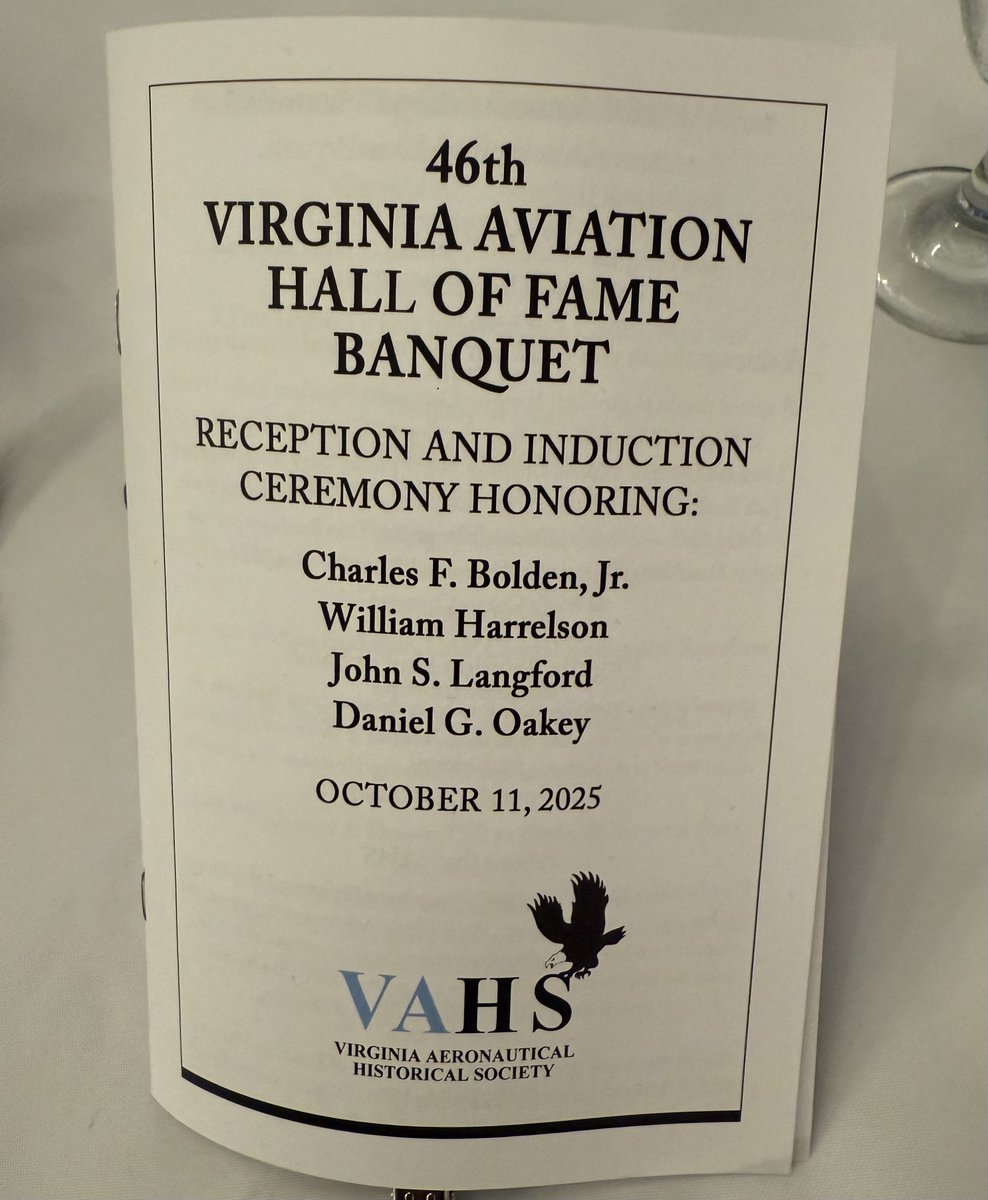 46th
VIRGINIA AVIATION
HALL OF FAME
BANQUET
RECEPTION AND INDUCTION
CEREMONY HONORING:
Charles F. Bolden, Jr.
William Harrelson
John S. Langford
Daniel G. Oakey
OCTOBER 11, 2025
VAHS
VIRGINIA AERONAUTICAL
HISTORICAL SOCIETY